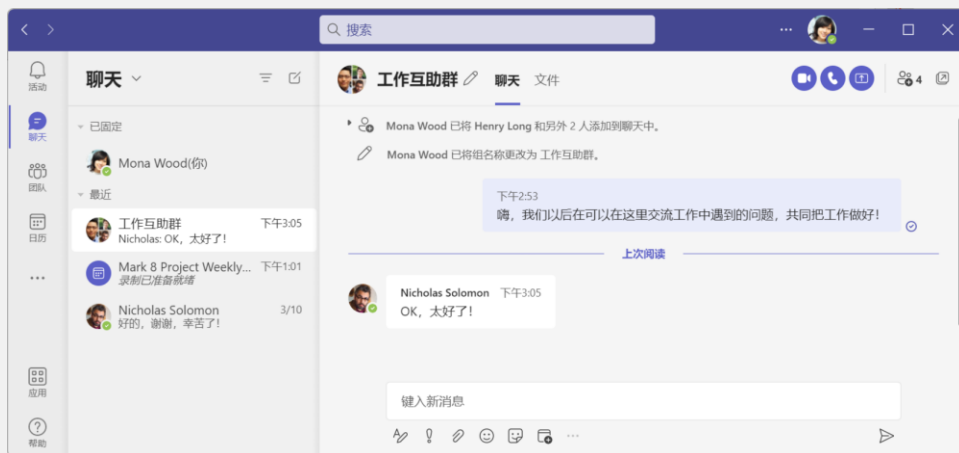 搜索
活动
聊天
团队
日历
应用
帮助
聊天
已固定
Mona Wood(你)
最近
工作互助群 下午3:05
Nicholas: OK，太好了！
Mark 8 Project Weekly... 下午1:01
录制已准备就绪
Nicholas Solomon 3/10
好的，谢谢，幸苦了！
工作互助群 聊天 文件 4
Mona Wood 已将 Henry Long 和另外 2 人添加到聊天中。
Mona Wood 已将组名称更改为 工作互助群。
下午2:53
嗨，我们以后在可以在这里交流工作中遇到的问题，共同把工作做好！
上次阅读
Nicholas Solomon 下午3:05
OK，太好了！
键入新消息